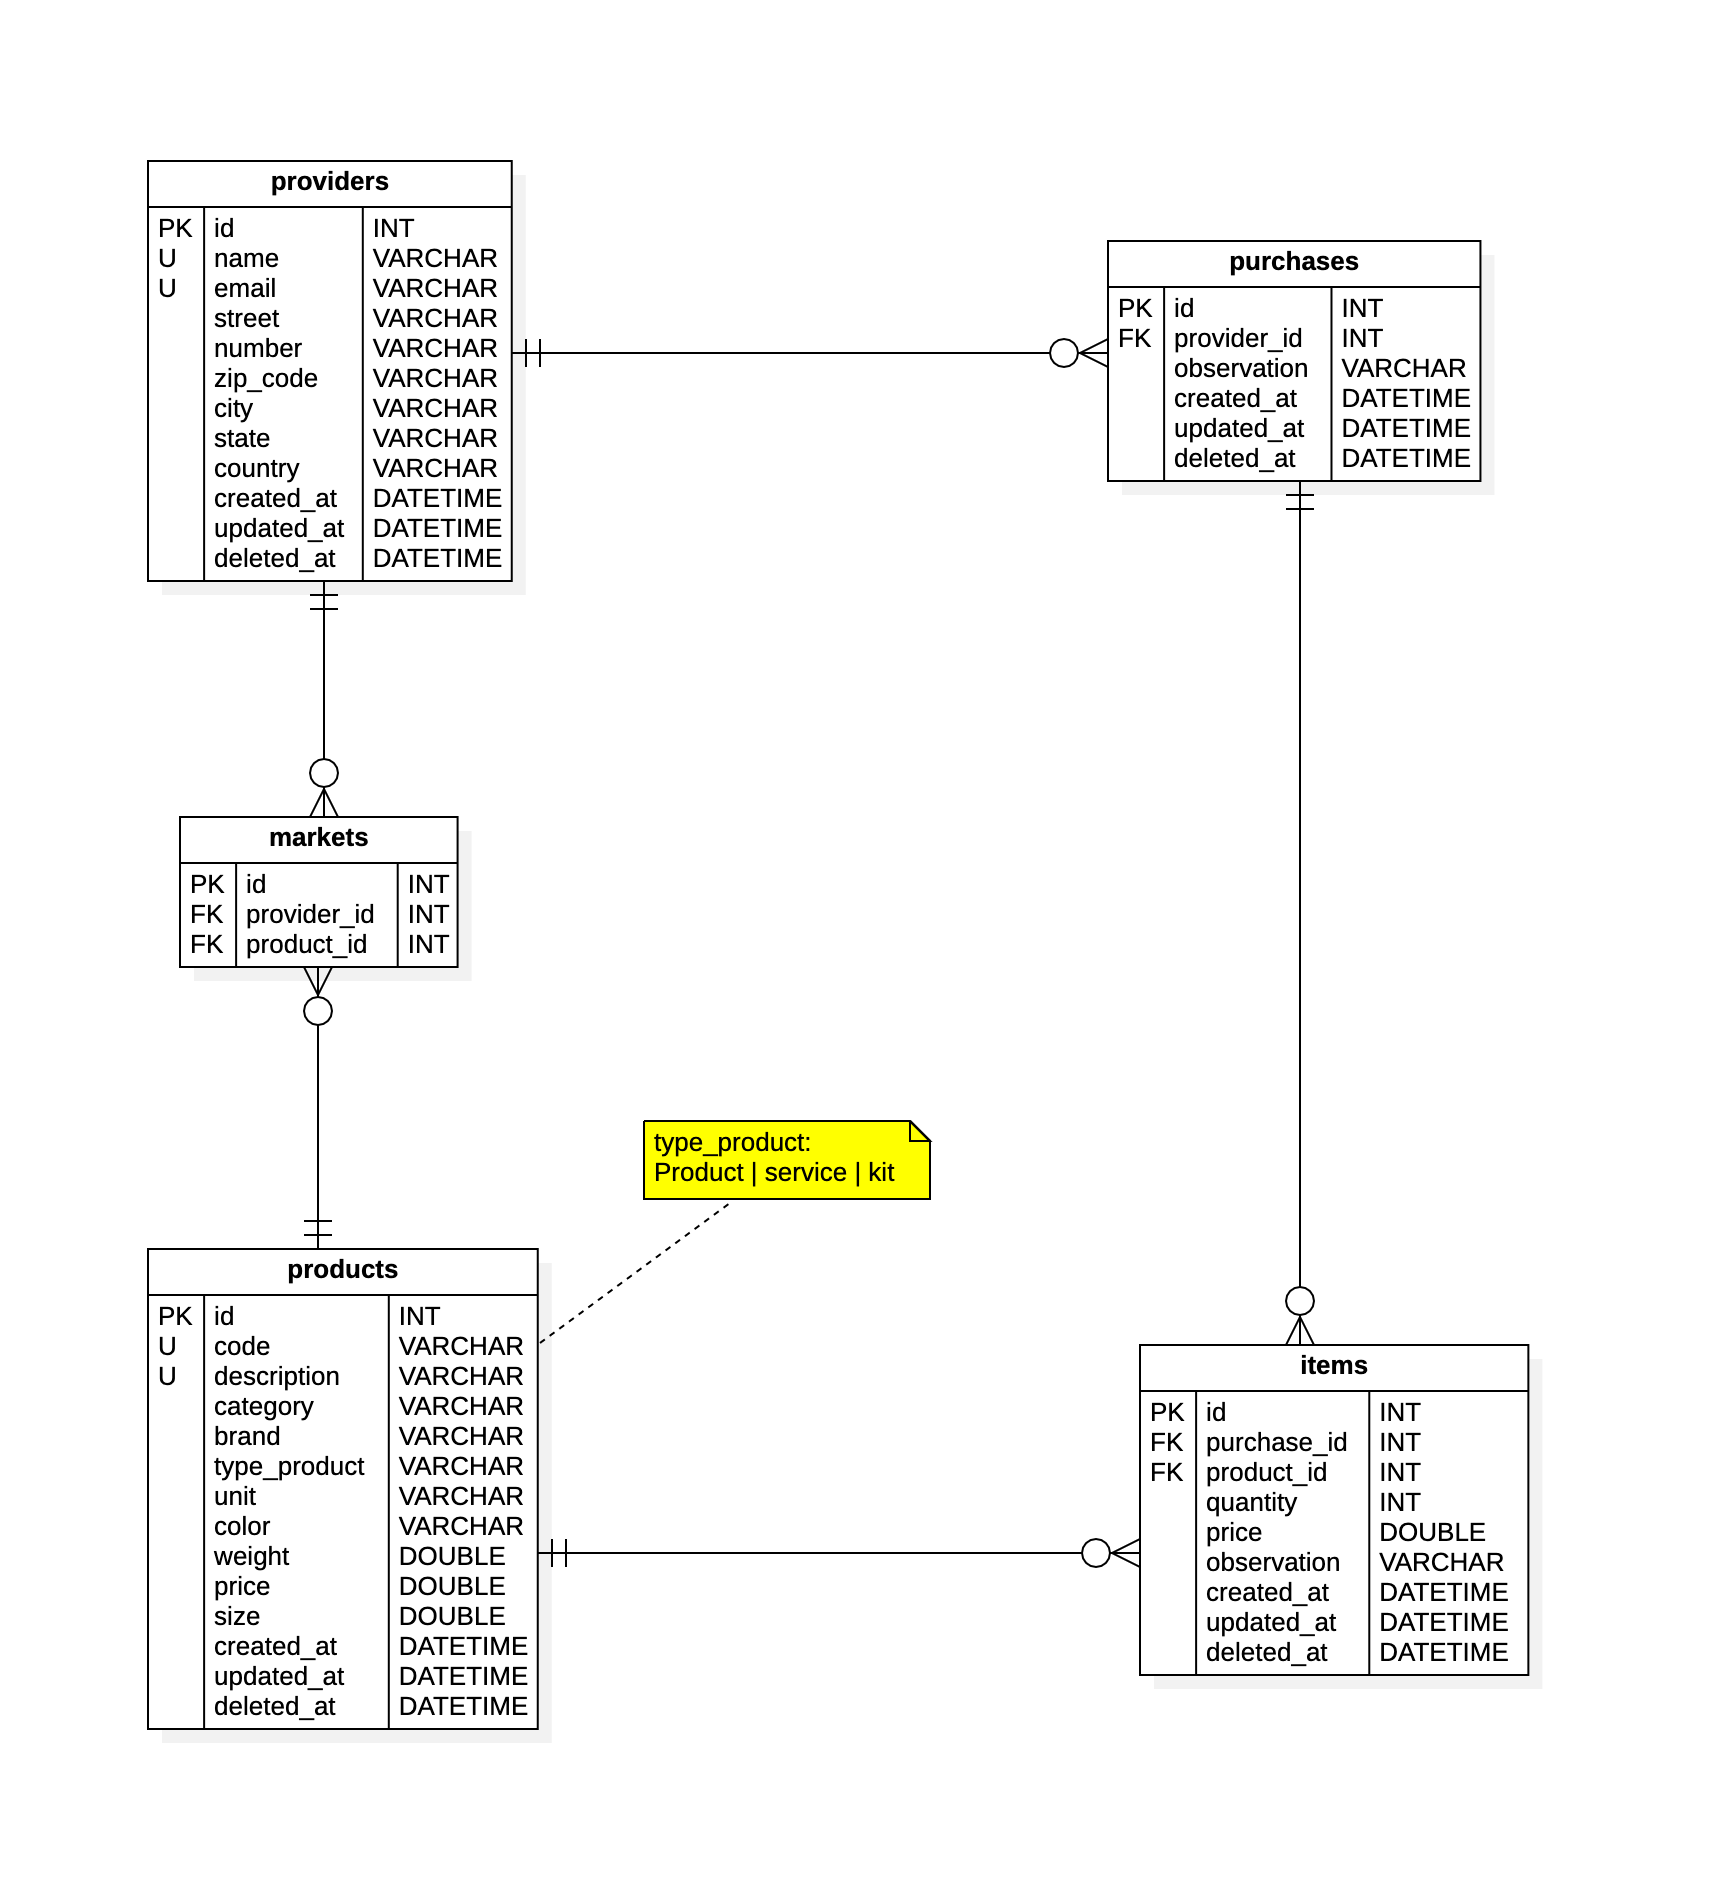 providers
PK id INT
U name VARCHAR
U email VARCHAR
street VARCHAR
number VARCHAR
zip_code VARCHAR
city VARCHAR
state VARCHAR
country VARCHAR
created_at DATETIME
updated_at DATETIME
deleted_at DATETIME
purchases
PK id INT
FK provider_id INT
observation VARCHAR
created_at DATETIME
updated_at DATETIME
deleted_at DATETIME
markets
PK id INT
FK provider_id INT
FK product_id INT
type_product:
Product | service | kit
products
PK id INT
U code VARCHAR
U description VARCHAR
category VARCHAR
brand VARCHAR
type_product VARCHAR
unit VARCHAR
color VARCHAR
weight DOUBLE
price DOUBLE
size DOUBLE
created_at DATETIME
updated_at DATETIME
deleted_at DATETIME
items
PK id INT
FK purchase_id INT
FK product_id INT
quantity INT
price DOUBLE
observation VARCHAR
created_at DATETIME
updated_at DATETIME
deleted_at DATETIME